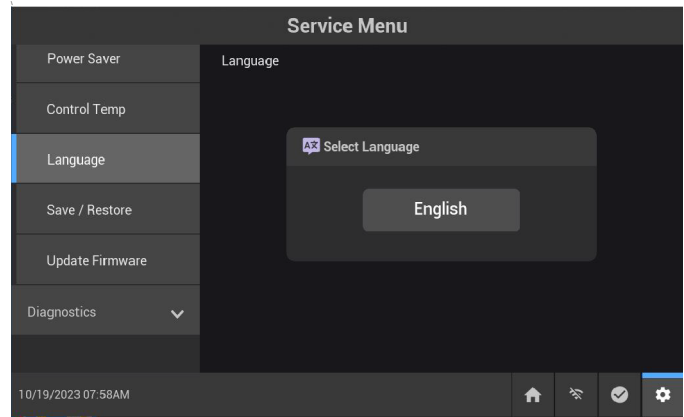 Service Menu
Power Saver
Control Temp
Language
Save / Restore
Update Firmware
Diagnostics
Language
Select Language
English
10/19/2023 07:58AM